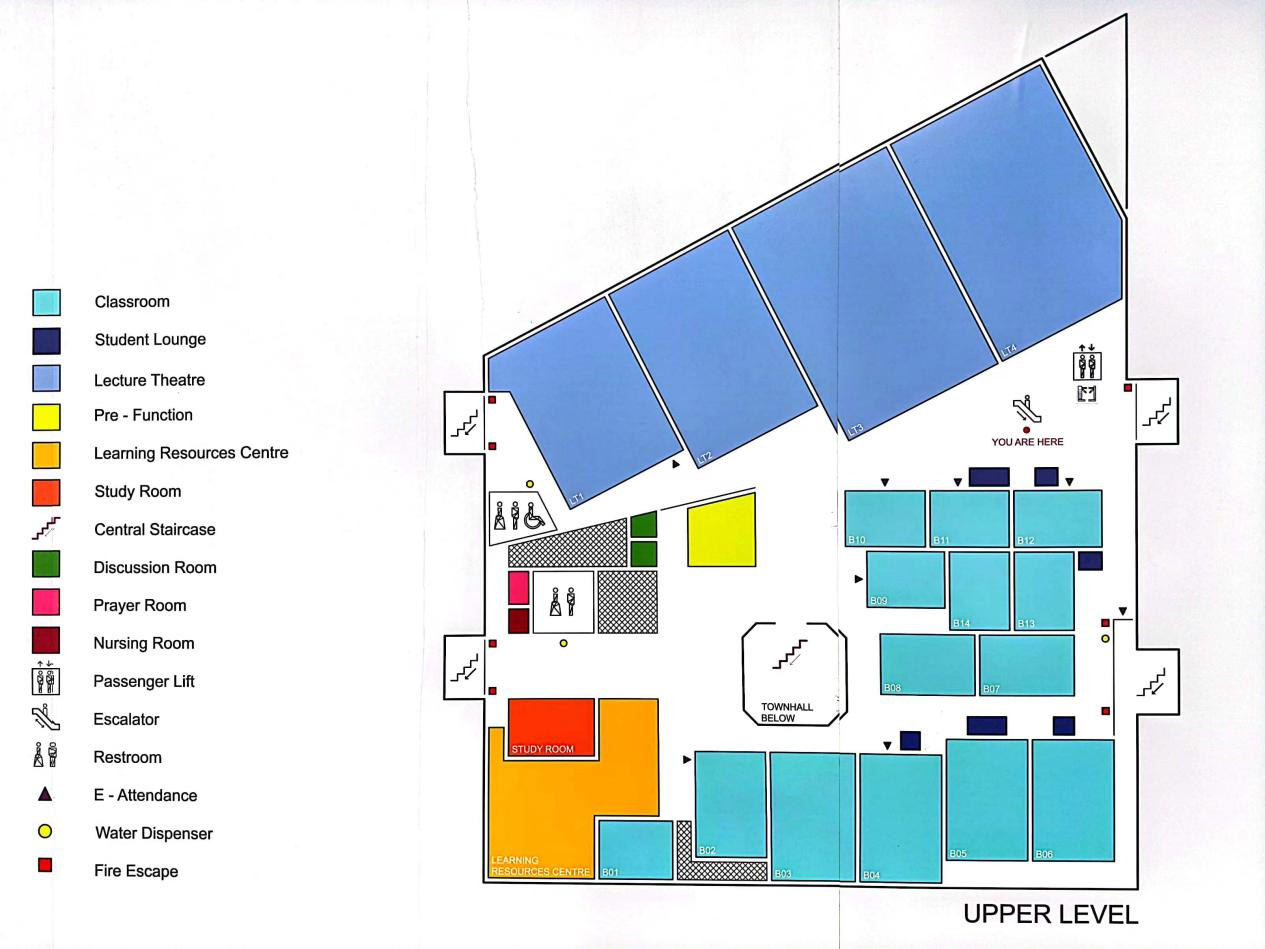 Classroom
Student Lounge
Lecture Theatre
Pre - Function
Learning Resources Centre
Study Room
Central Staircase
Discussion Room
Prayer Room
Nursing Room
Passenger Lift
Escalator
Restroom
E - Attendance
Water Dispenser
Fire Escape
LT4
LT3
YOU ARE HERE
LT2
LT1
B10
B11
B12
B09
B14
B13
B08
B07
TOWNHALL
BELOW
STUDY ROOM
B02
B05
B06
LEARNING
RESOURCES CENTRE
B01
B03
B04
UPPER LEVEL